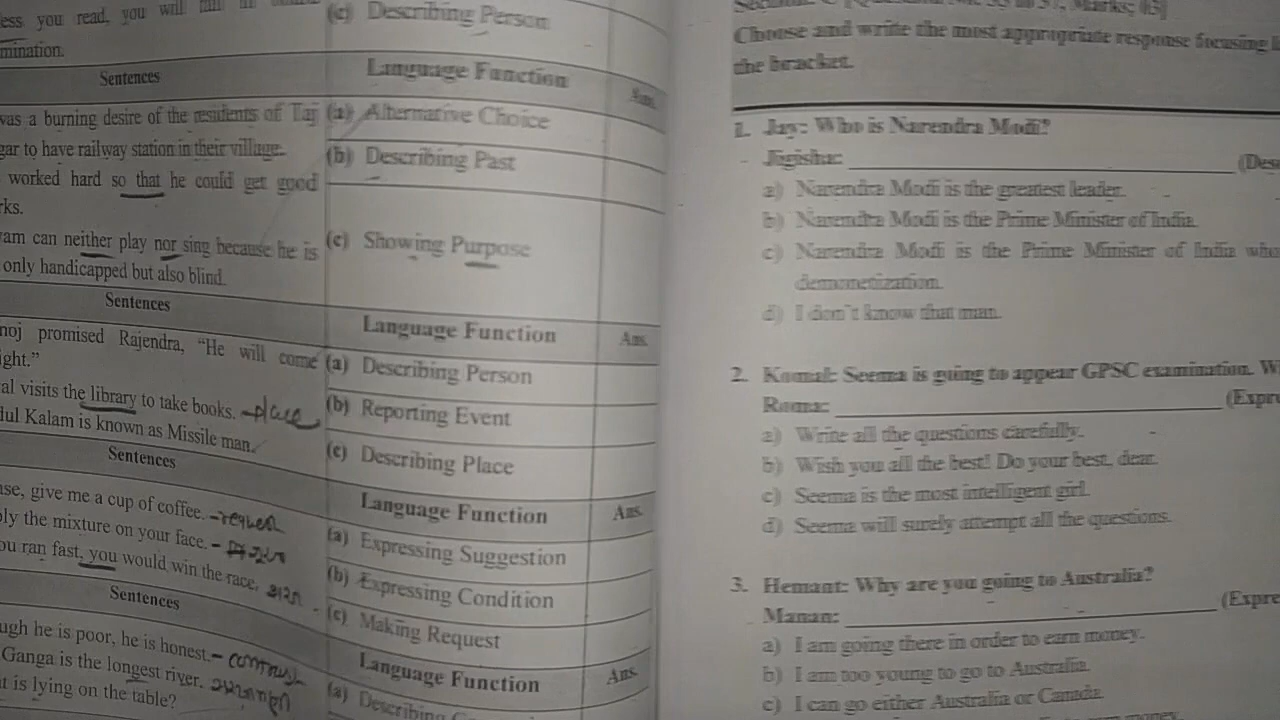 ess you read, you will fall in
mination.
(c) Describing Person
Sentences
Language Function
Ans.
was a burning desire of the residents of Taj
gar to have railway station in their village.
worked hard so that he could get good
rks.
am can neither play nor sing because he is
only handicapped but also blind.
(a) Alternative Choice
(b) Describing Past
(c) Showing Purpose
Sentences
Language Function
Ans.
noj promised Rajendra, "He will come
ight."
al visits the library to take books. – place
dul Kalam is known as Missile man.
(a) Describing Person
(b) Reporting Event
(c) Describing Place
Sentences
Language Function
Ans.
ase, give me a cup of coffee. – request
ply the mixture on your face. –
ou ran fast, you would win the race.
(a) Expressing Suggestion
(b) Expressing Condition
(c) Making Request
Sentences
Language Function
Ans.
ugh he is poor, he is honest. –
Ganga is the longest river.
t is lying on the table?
(a) Describing
Choose and write the most appropriate response focusing
the bracket.
1. Jay: Who is Narendra Modi?
Jigisha: (Des
a) Narendra Modi is the greatest leader.
b) Narendra Modi is the Prime Minister of India.
c) Narendra Modi is the Prime Minister of India who
demonetization.
d) I don't know that man.
2. Komal: Seema is going to appear GPSC examination. W
Roma: (Expre
a) Write all the questions carefully.
b) Wish you all the best! Do your best, dear.
c) Seema is the most intelligent girl.
d) Seema will surely attempt all the questions.
3. Hemant: Why are you going to Australia?
Manan: (Expre
a) I am going there in order to earn money.
b) I am too young to go to Australia.
c) I can go either Australia or Canada.
money.